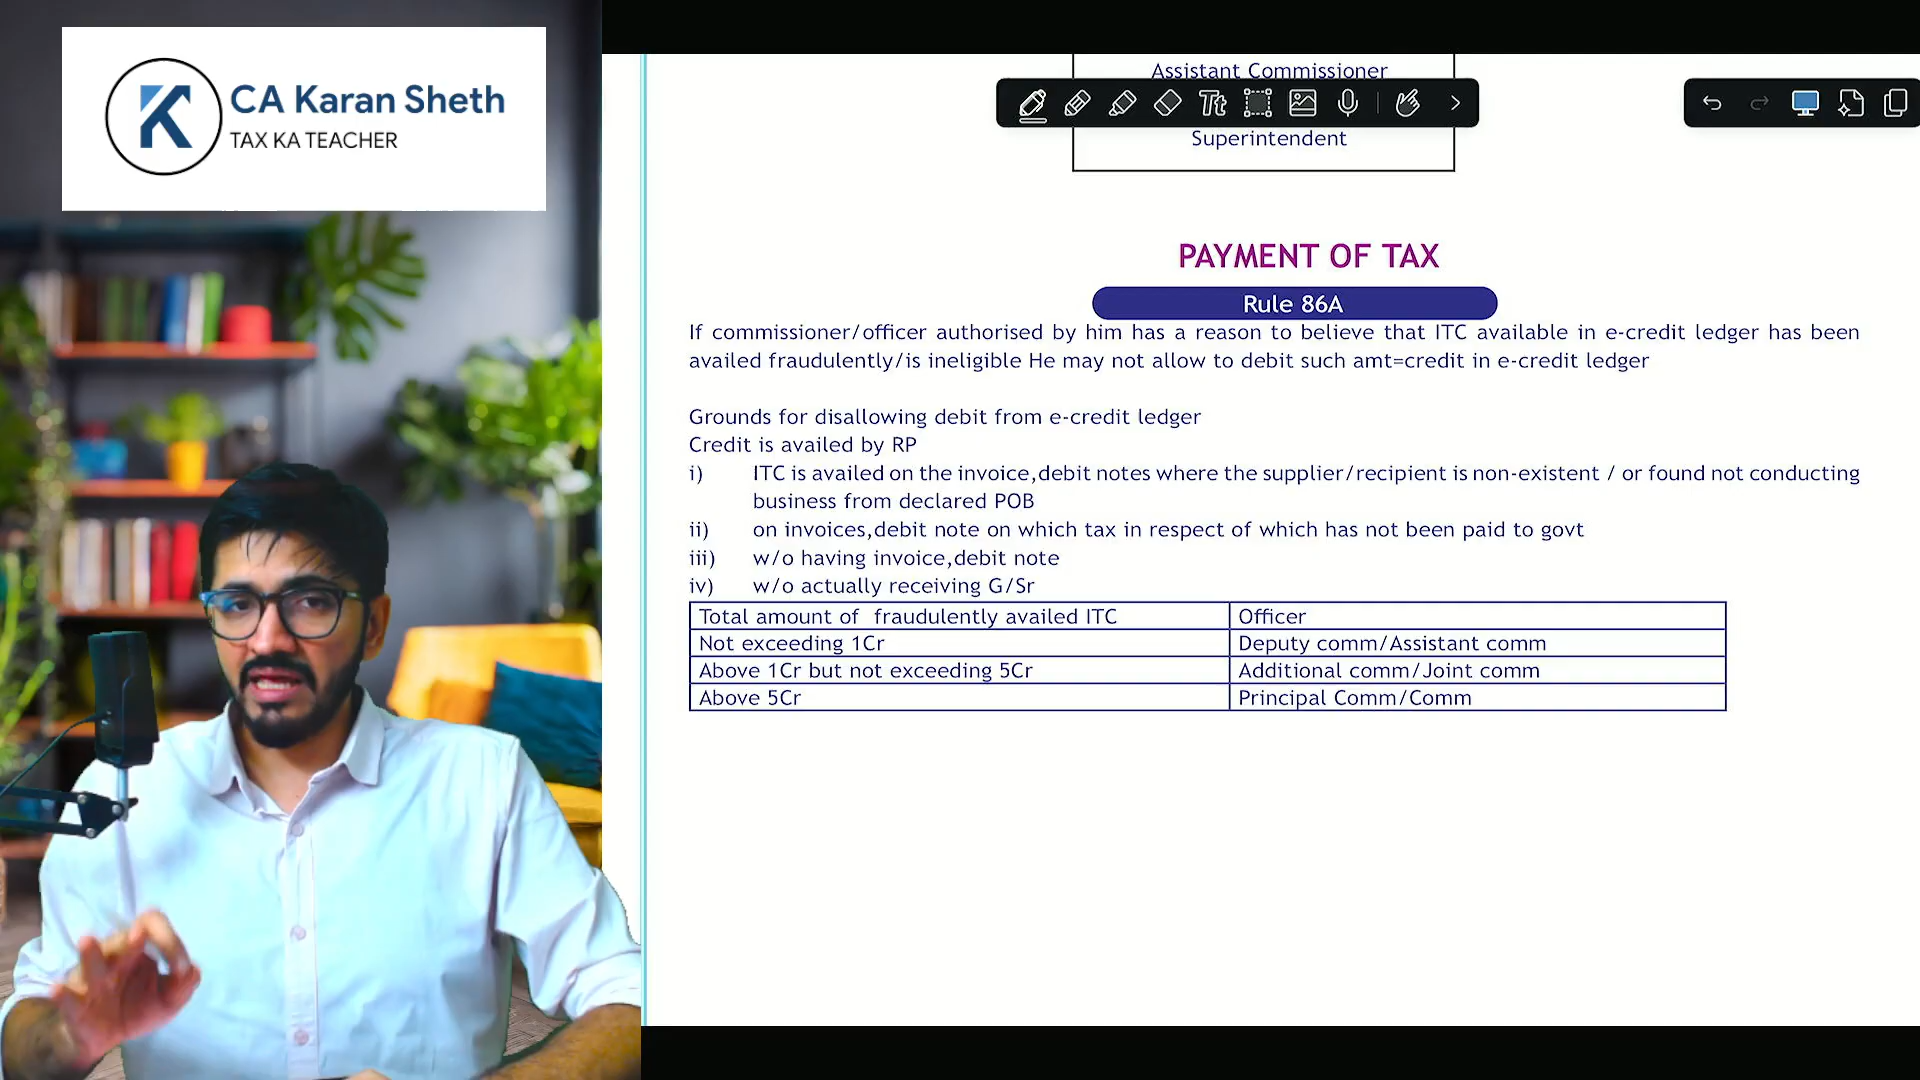 CA Karan Sheth
TAX KA TEACHER
Assistant Commissioner
Tt
Superintendent
PAYMENT OF TAX
Rule 86A
If commissioner/officer authorised by him has a reason to believe that ITC available in e-credit ledger has been
availed fraudulently/is ineligible He may not allow to debit such amt=credit in e-credit ledger
Grounds for disallowing debit from e-credit ledger
Credit is availed by RP
i) ITC is availed on the invoice,debit notes where the supplier/recipient is non-existent / or found not conducting
business from declared POB
ii) on invoices,debit note on which tax in respect of which has not been paid to govt
iii) w/o having invoice,debit note
iv) w/o actually receiving G/Sr
Total amount of fraudulently availed ITC Officer
Not exceeding 1Cr Deputy comm/Assistant comm
Above 1Cr but not exceeding 5Cr Additional comm/Joint comm
Above 5Cr Principal Comm/Comm